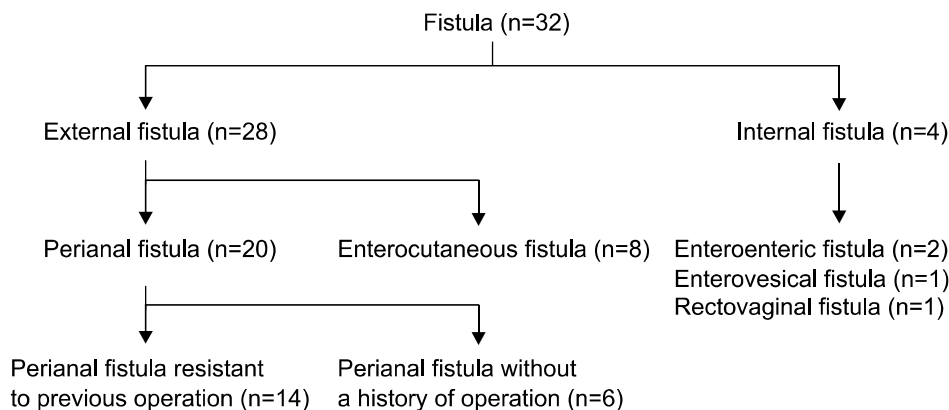 Fistula (n=32)
External fistula (n=28)
Internal fistula (n=4)
Perianal fistula (n=20)
Enterocutaneous fistula (n=8)
Enteroenteric fistula (n=2)
Enterovesical fistula (n=1)
Rectovaginal fistula (n=1)
Perianal fistula resistant
to previous operation (n=14)
Perianal fistula without
a history of operation (n=6)